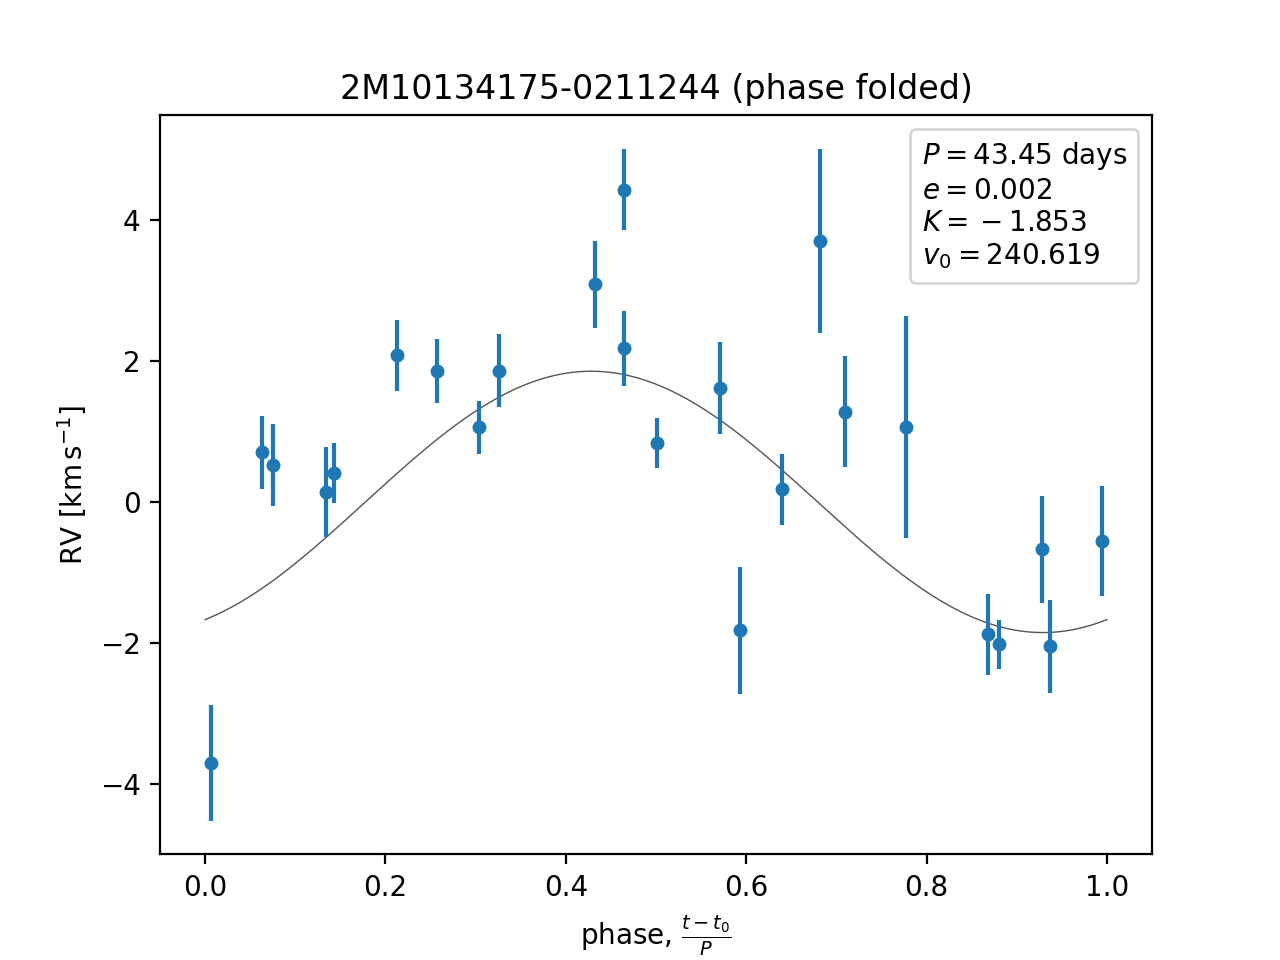 2M10134175-0211244 (phase folded)
P = 43.45 days
e = 0.002
K = −1.853
v₀ = 240.619
4
2
0
−2
−4
RV [km s⁻¹]
0.0 0.2 0.4 0.6 0.8 1.0
phase, (t − t₀)/P